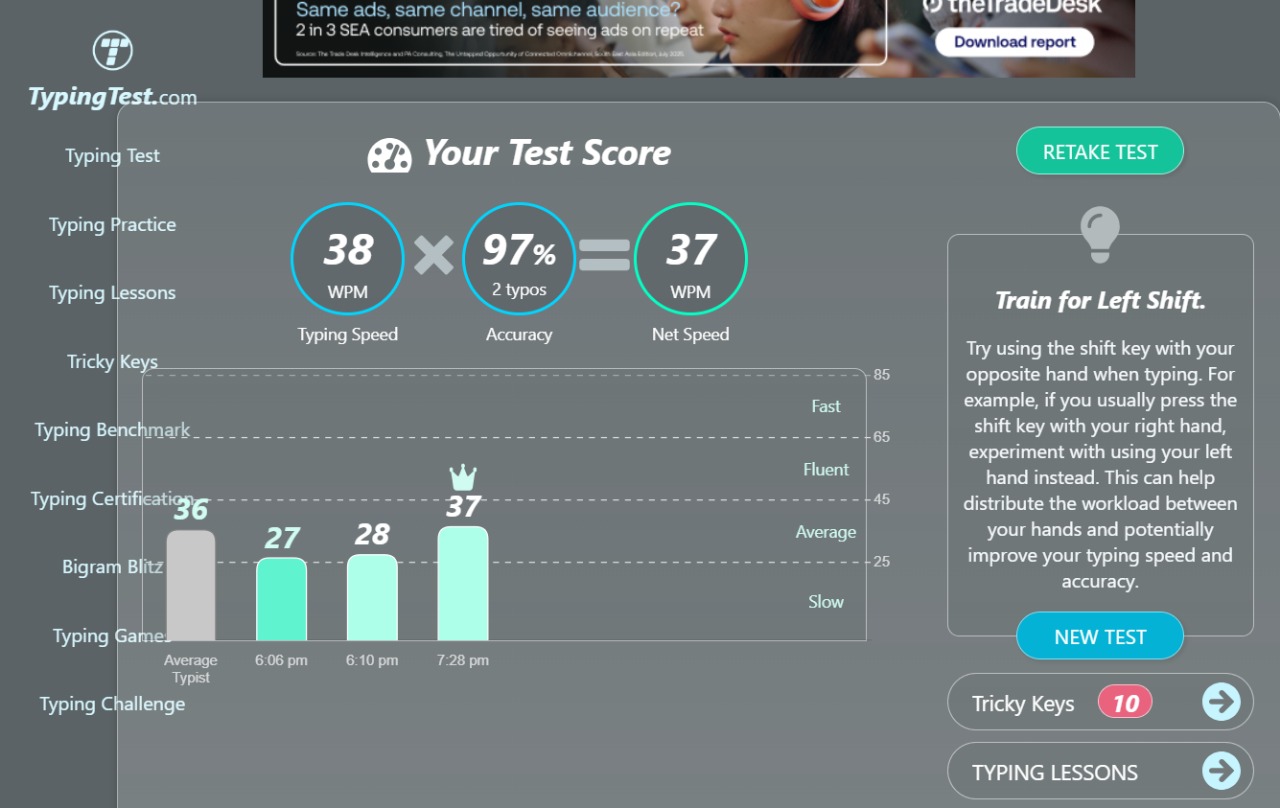 Same ads, same channel, same audience?
2 in 3 SEA consumers are tired of seeing ads on repeat
Source: The Trade Desk Intelligence and PA Consulting, The Untapped Opportunity of Connected Omnichannel, South East Asia Edition, July 2025.
theTradeDesk
Download report
TypingTest.com
Typing Test
Typing Practice
Typing Lessons
Tricky Keys
Typing Benchmark
Typing Certification
Bigram Blitz
Typing Games
Typing Challenge
Your Test Score
38
WPM
Typing Speed
97%
2 typos
Accuracy
37
WPM
Net Speed
85
65
45
25
Fast
Fluent
Average
Slow
36
27
28
37
Average
Typist
6:06 pm
6:10 pm
7:28 pm
RETAKE TEST
Train for Left Shift.
Try using the shift key with your
opposite hand when typing. For
example, if you usually press the
shift key with your right hand,
experiment with using your left
hand instead. This can help
distribute the workload between
your hands and potentially
improve your typing speed and
accuracy.
NEW TEST
Tricky Keys 10
TYPING LESSONS